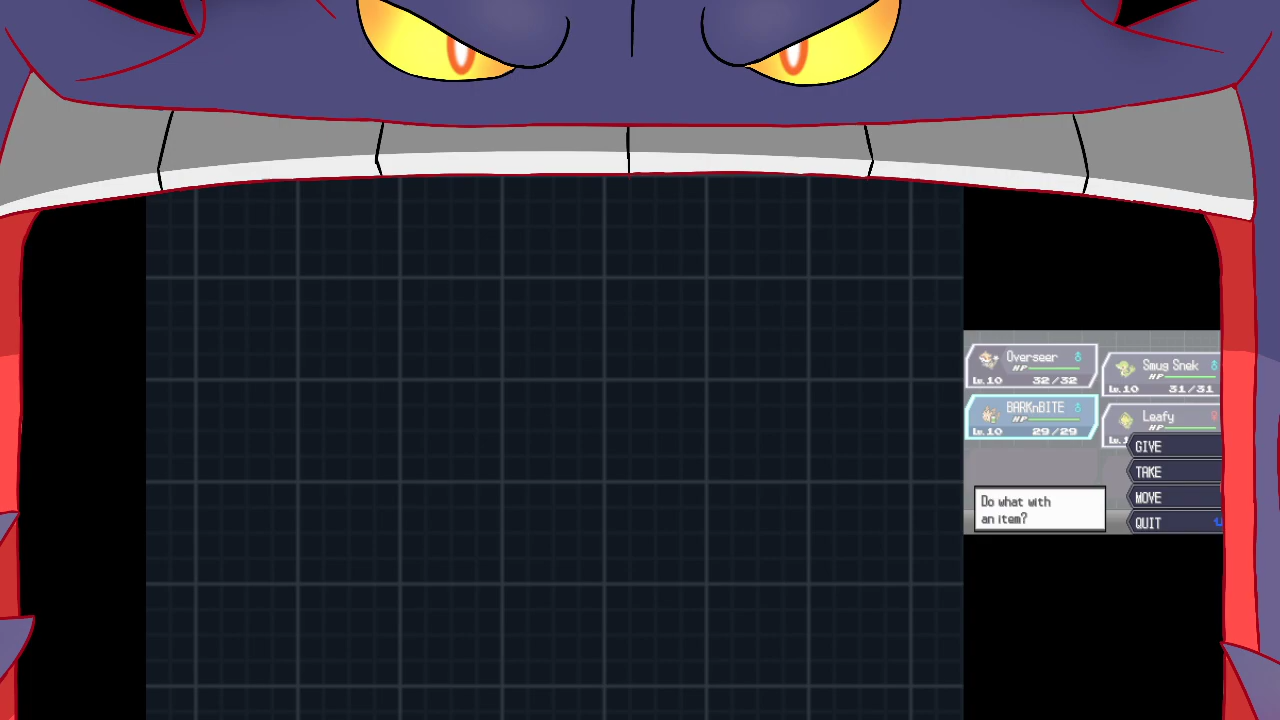 Overseer ♂
HP
Lv.10 32/32
Smug Snek ♂
HP
Lv.10 31/31
BARKnBITE ♂
HP
Lv.10 29/29
Leafy ♀
HP
GIVE
TAKE
MOVE
QUIT
Do what with
an item?